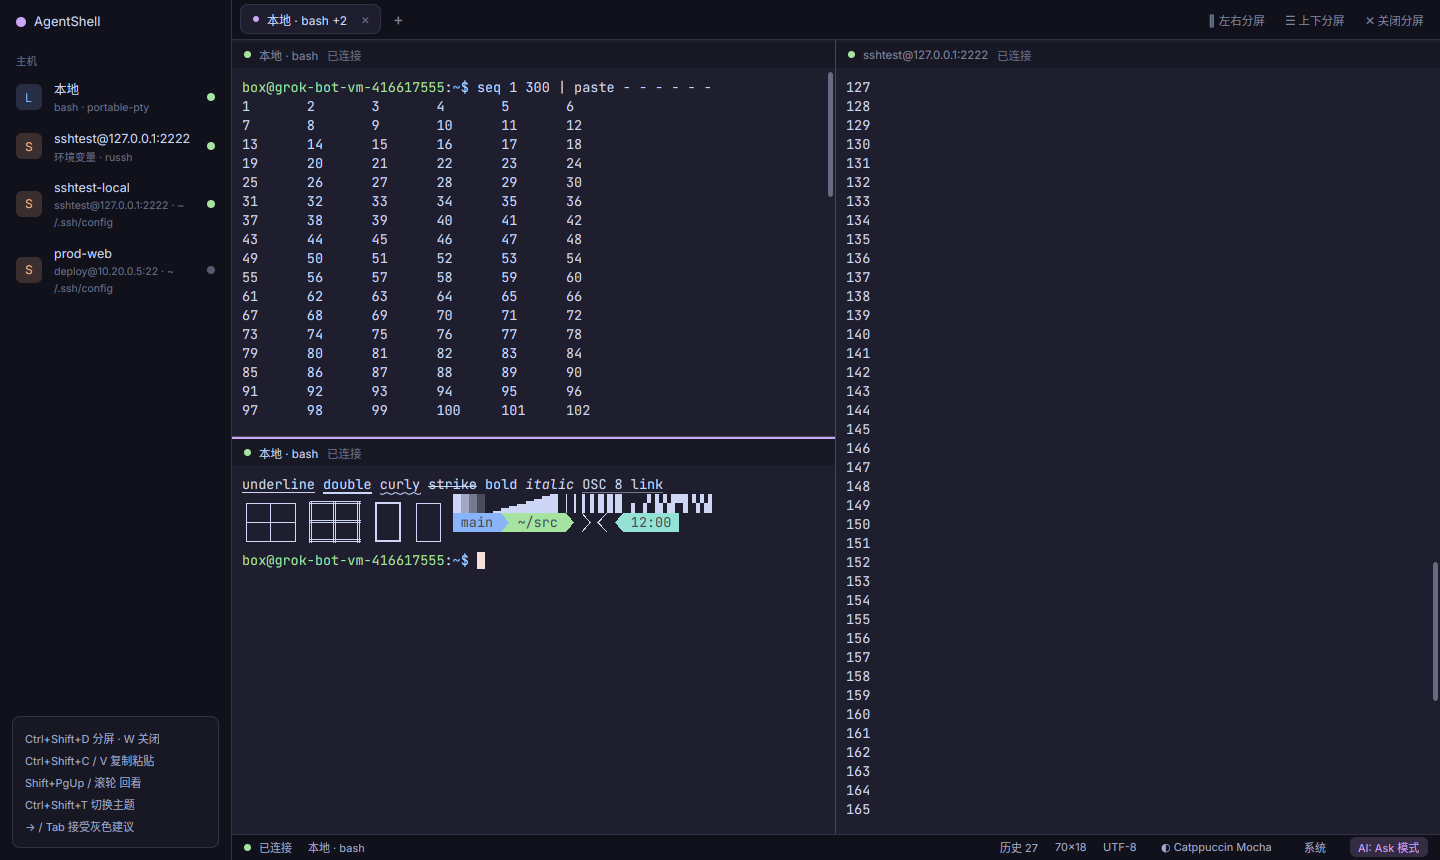 AgentShell
主机
L
本地
bash · portable-pty
S
sshtest@127.0.0.1:2222
环境变量 · russh
S
sshtest-local
sshtest@127.0.0.1:2222 · ~
/.ssh/config
S
prod-web
deploy@10.20.0.5:22 · ~
/.ssh/config
Ctrl+Shift+D 分屏 · W 关闭
Ctrl+Shift+C / V 复制粘贴
Shift+PgUp / 滚轮 回看
Ctrl+Shift+T 切换主题
→ / Tab 接受灰色建议
本地 · bash +2 × +
左右分屏 ☰ 上下分屏 ✕ 关闭分屏
本地 · bash 已连接
box@grok-bot-vm-416617555:~$ seq 1 300 | paste - - - - - -
1 2 3 4 5 6
7 8 9 10 11 12
13 14 15 16 17 18
19 20 21 22 23 24
25 26 27 28 29 30
31 32 33 34 35 36
37 38 39 40 41 42
43 44 45 46 47 48
49 50 51 52 53 54
55 56 57 58 59 60
61 62 63 64 65 66
67 68 69 70 71 72
73 74 75 76 77 78
79 80 81 82 83 84
85 86 87 88 89 90
91 92 93 94 95 96
97 98 99 100 101 102
本地 · bash 已连接
underline double curly strike bold italic OSC 8 link
main ~/src 12:00
box@grok-bot-vm-416617555:~$
sshtest@127.0.0.1:2222 已连接
127
128
129
130
131
132
133
134
135
136
137
138
139
140
141
142
143
144
145
146
147
148
149
150
151
152
153
154
155
156
157
158
159
160
161
162
163
164
165
已连接 本地 · bash
历史 27 70×18 UTF-8 ◐ Catppuccin Mocha 系统 AI: Ask 模式